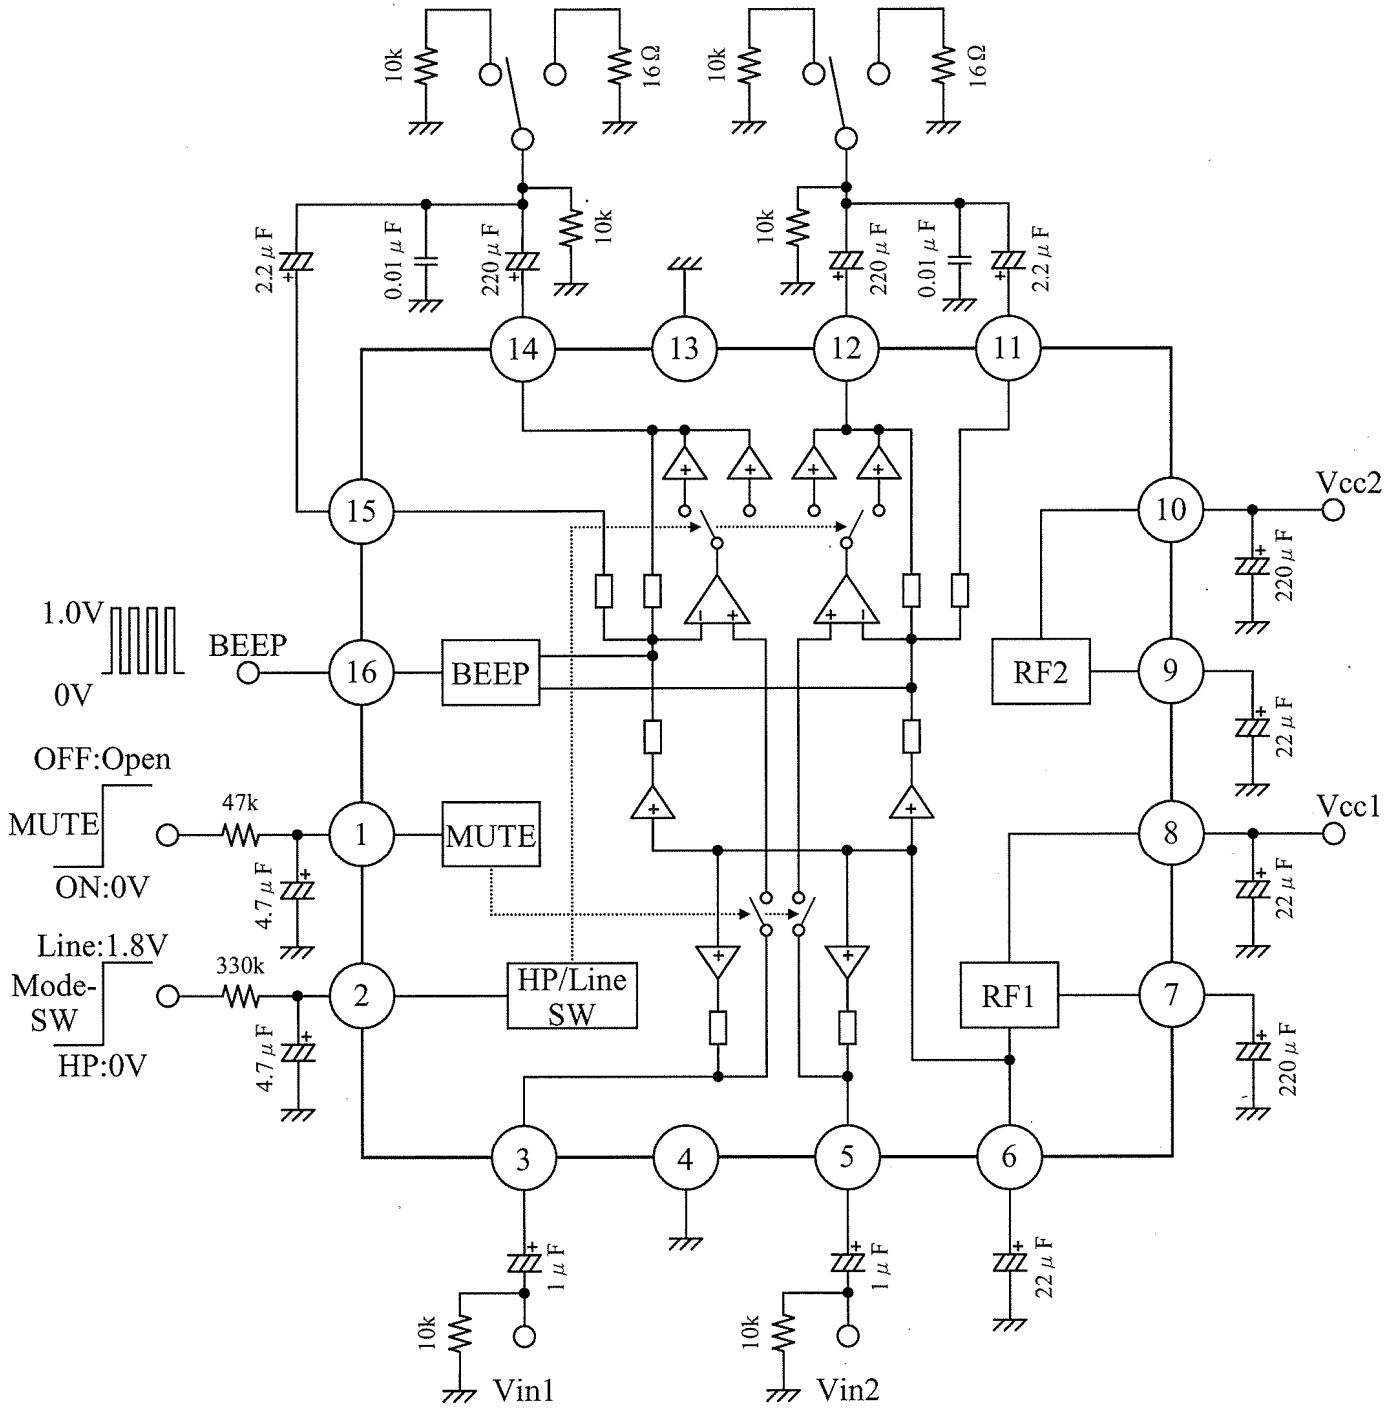 10k
16Ω
10k
16Ω
2.2μF
0.01μF
220μF
+
+
10k
10k
220μF
0.01μF
2.2μF
+
+
14
13
12
11
15
+
+
+
+
10
Vcc2
+
220μF
1.0V
0V
BEEP
16
BEEP
−
+
+
−
RF2
9
+
22μF
OFF:Open
MUTE
ON:0V
47k
1
MUTE
+
4.7μF
+
+
8
Vcc1
+
22μF
Line:1.8V
Mode-
SW
HP:0V
330k
2
HP/Line
SW
+
4.7μF
+
+
RF1
7
+
220μF
3
4
5
6
+
1μF
+
1μF
+
22μF
10k
Vin1
10k
Vin2